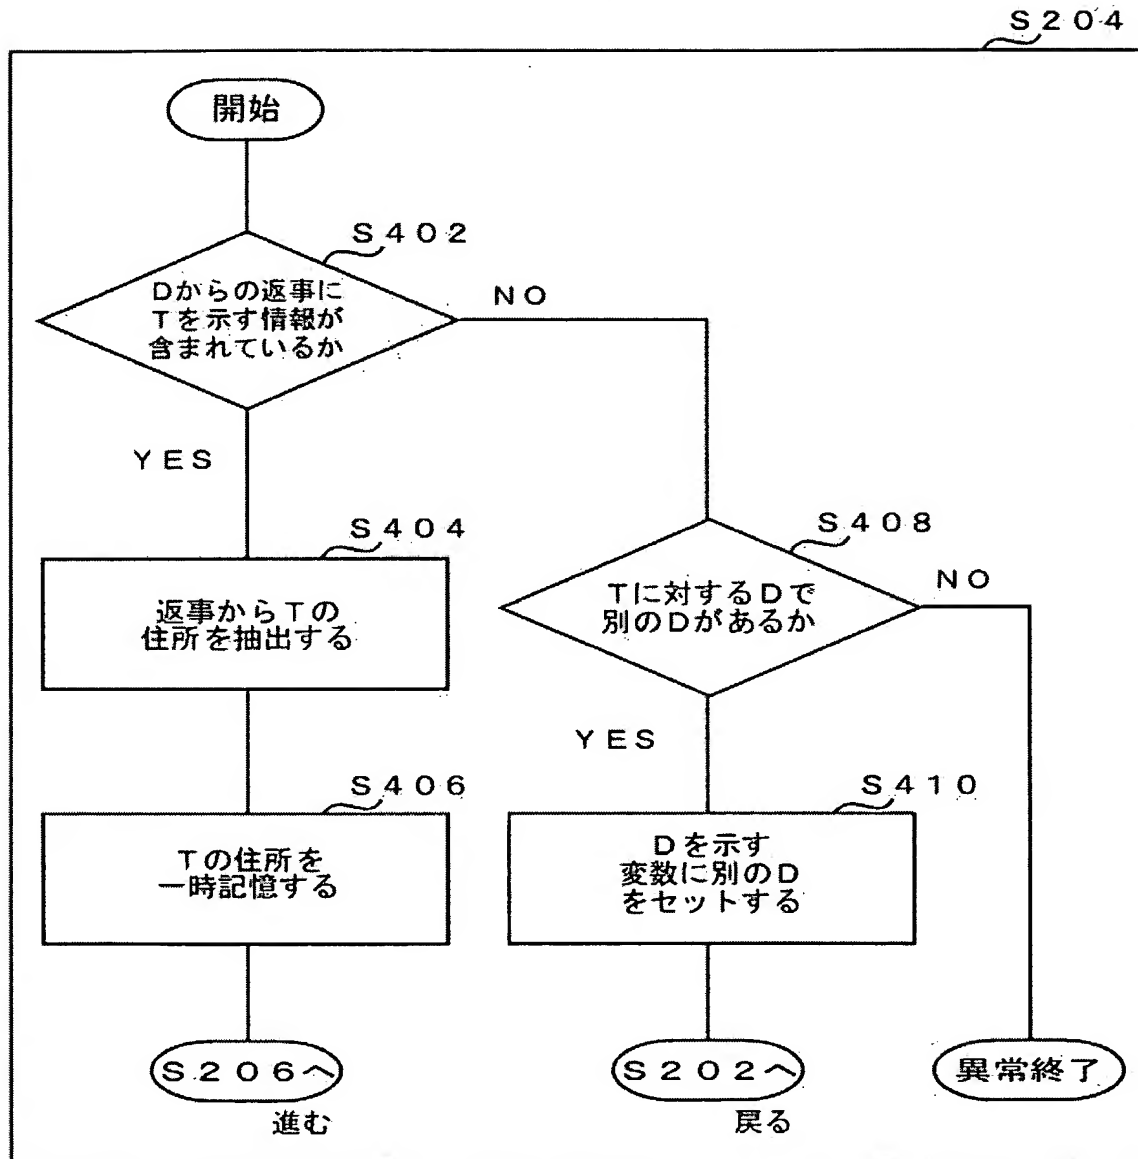 S204
開始
S402
Dからの返事に
Tを示す情報が
含まれているか
NO
YES
S404
返事からTの
住所を抽出する
S408
Tに対するDで
別のDがあるか
NO
YES
S406
Tの住所を
一時記憶する
S410
Dを示す
変数に別のD
をセットする
S206へ
進む
S202へ
戻る
異常終了